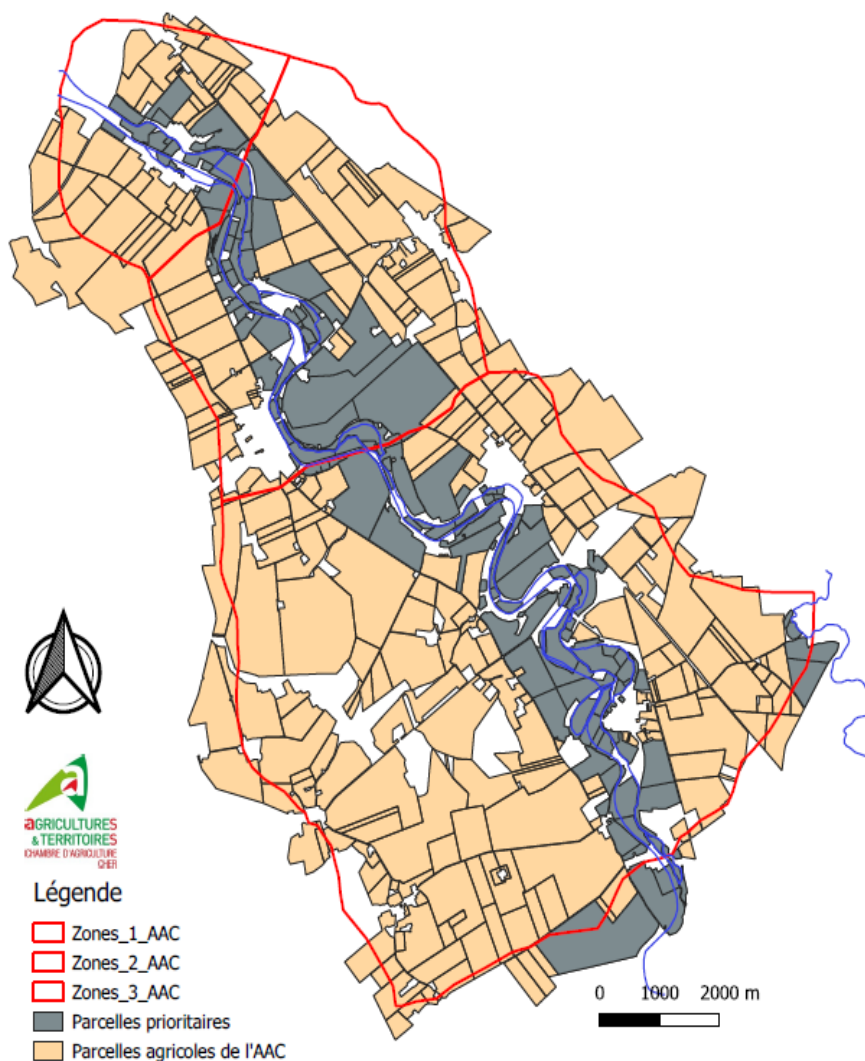 aGRICULTURES
& TERRITOIRES
CHAMBRE D'AGRICULTURE
CHER
Légende
Zones_1_AAC
Zones_2_AAC
Zones_3_AAC
Parcelles prioritaires
Parcelles agricoles de l'AAC
0 1000 2000 m